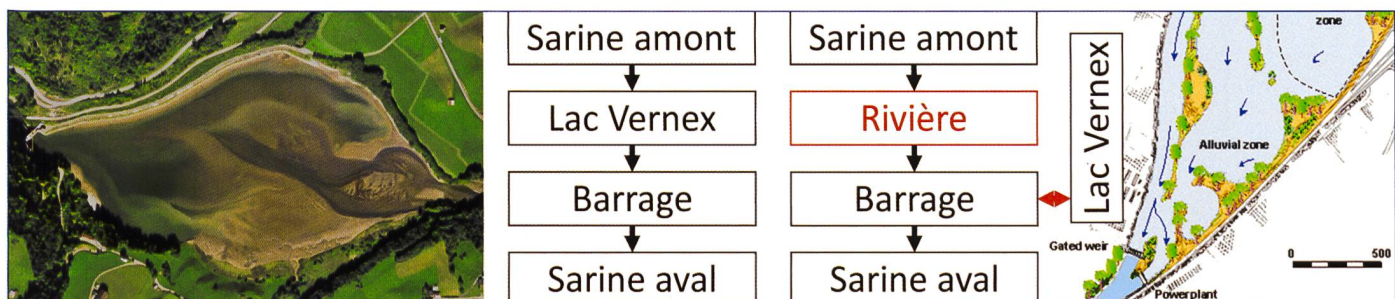 Sarine amont
Lac Vernex
Barrage
Sarine aval
Sarine amont
Rivière
Barrage
Sarine aval
Lac Vernex
zone
Alluvial zone
Gated weir
Powerplant
0 500